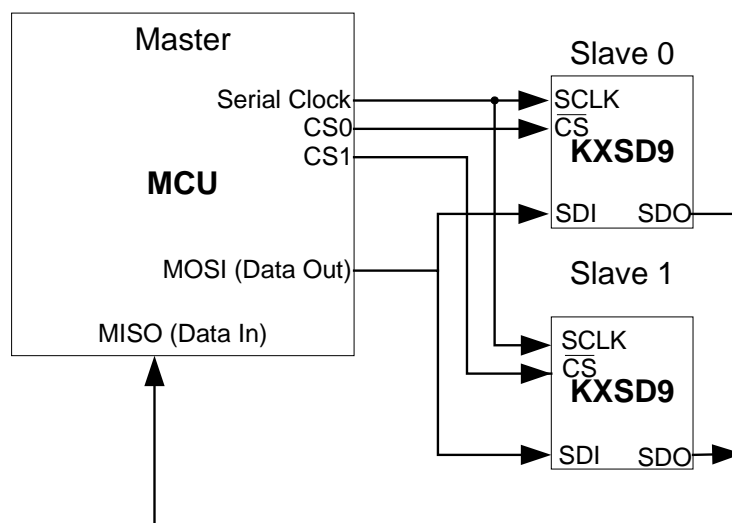 Master
Serial Clock
CS0
CS1
MCU
MOSI (Data Out)
MISO (Data In)
Slave 0
SCLK
CS
KXSD9
SDI SDO
Slave 1
SCLK
CS
KXSD9
SDI SDO